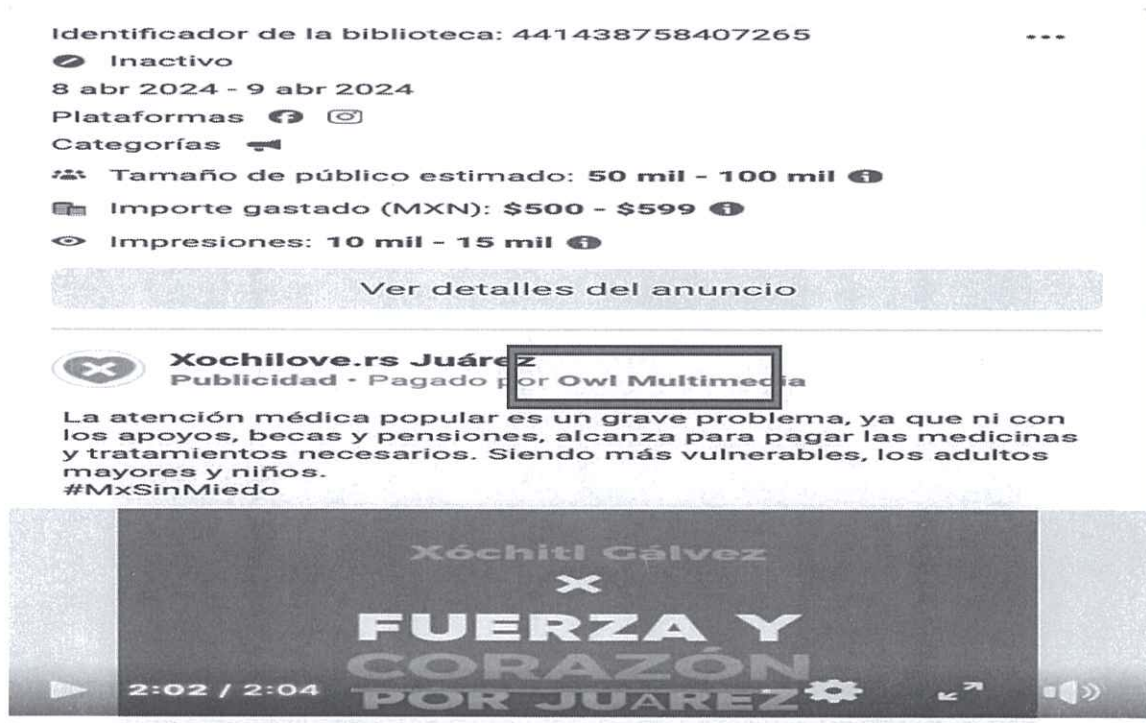 Identificador de la biblioteca: 441438758407265
Inactivo
8 abr 2024 - 9 abr 2024
Plataformas
Categorías
Tamaño de público estimado: 50 mil - 100 mil
Importe gastado (MXN): $500 - $599
Impresiones: 10 mil - 15 mil
Ver detalles del anuncio
Xochilove.rs Juárez
Publicidad · Pagado por Owl Multimedia
La atención médica popular es un grave problema, ya que ni con
los apoyos, becas y pensiones, alcanza para pagar las medicinas
y tratamientos necesarios. Siendo más vulnerables, los adultos
mayores y niños.
#MxSinMiedo
Xóchitl Gálvez
FUERZA Y
CORAZÓN
POR JUAREZ
2:02 / 2:04